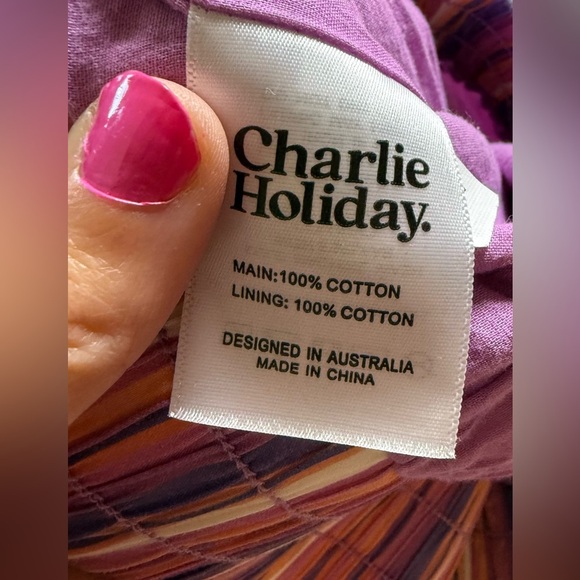 Charlie
Holiday.
MAIN:100% COTTON
LINING: 100% COTTON
DESIGNED IN AUSTRALIA
MADE IN CHINA